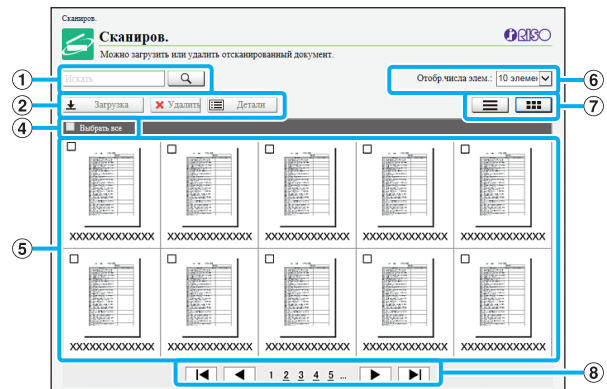 Сканиров.
Сканиров.
RISO
Можно загрузить или удалить отсканированный документ.
1
Искать
Отобр.числа элем.: 10 элемен
6
2
Загрузка
Удалить
Детали
7
4
Выбрать все
XXXXXXXXXXXXX XXXXXXXXXXXXX XXXXXXXXXXXXX XXXXXXXXXXXXX XXXXXXXXXXXXX
5
XXXXXXXXXXXXX XXXXXXXXXXXXX XXXXXXXXXXXXX XXXXXXXXXXXXX XXXXXXXXXXXXX
1 2 3 4 5 ...
8